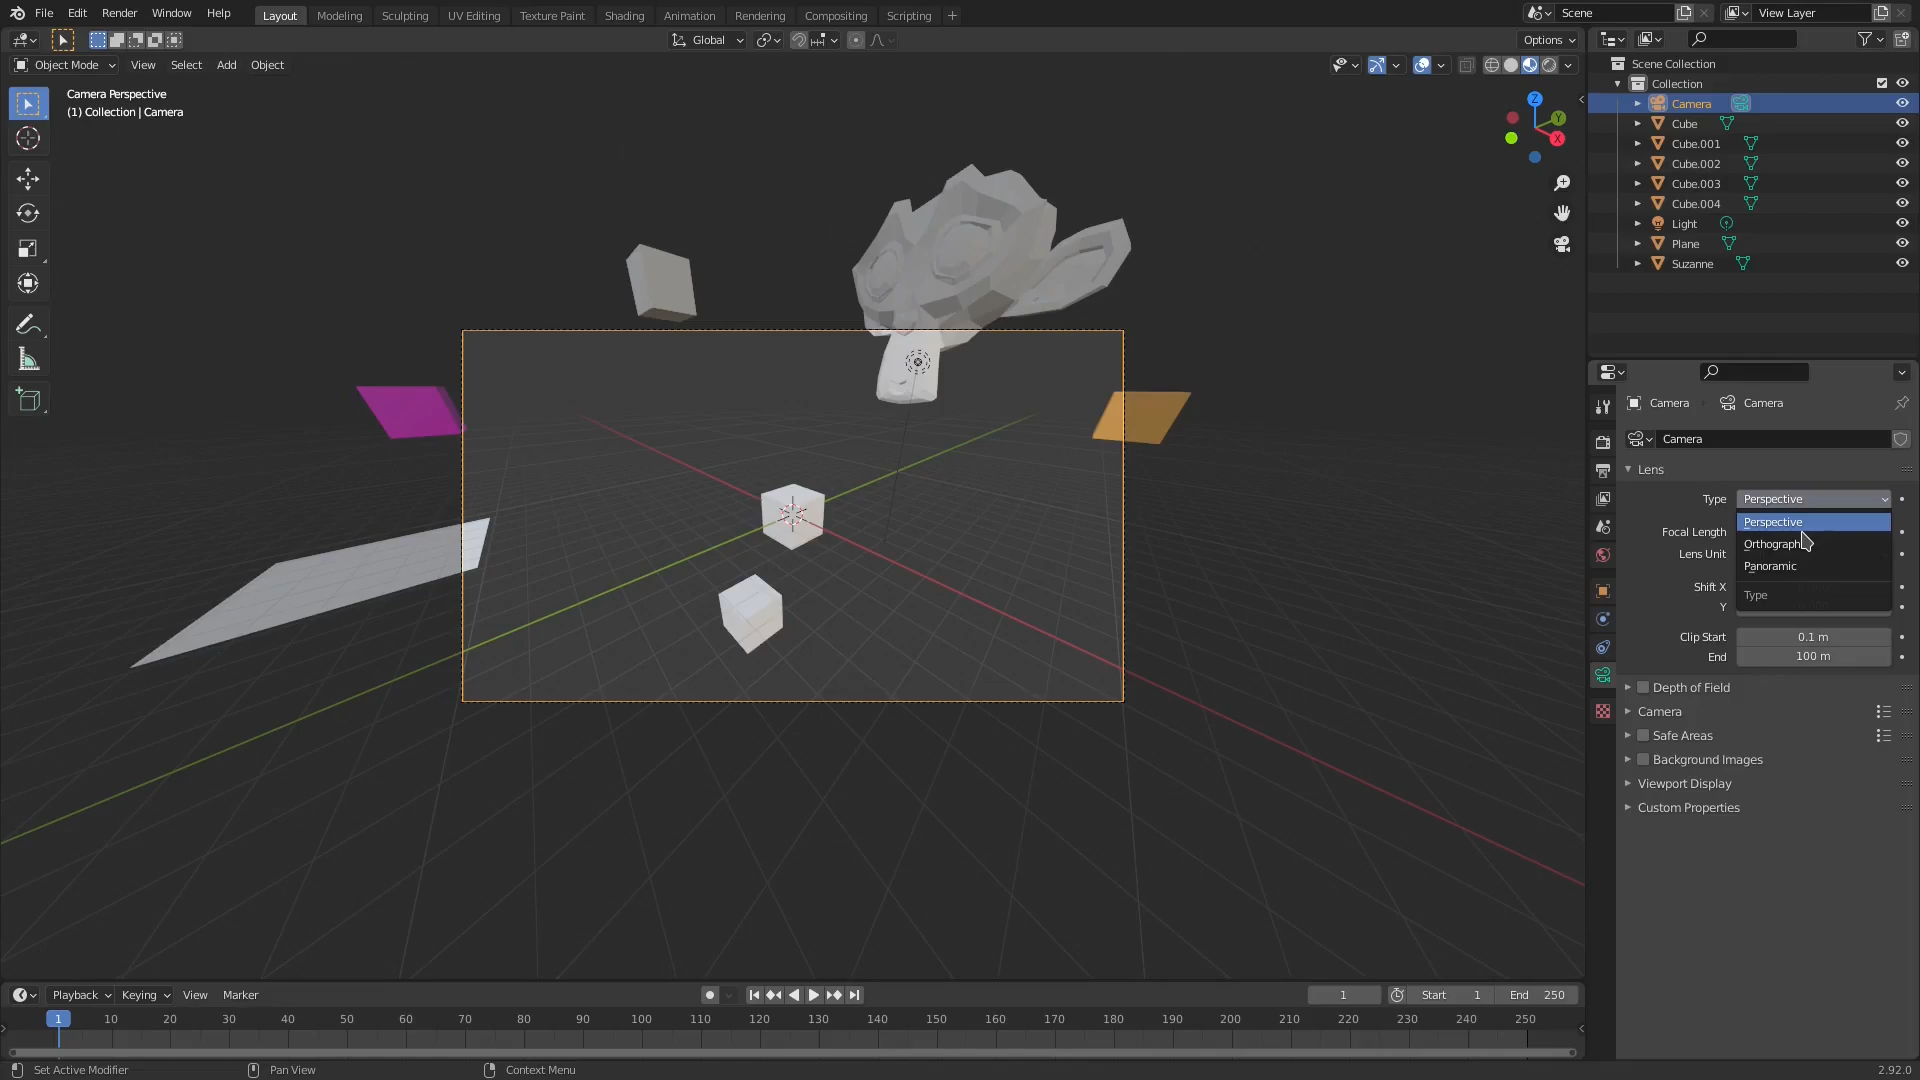 File Edit Render Window Help Layout Modeling Sculpting UV Editing Texture Paint Shading Animation Rendering Compositing Scripting + Scene View Layer
Global Options
Object Mode View Select Add Object
Camera Perspective
(1) Collection | Camera
Z
Y
X
Scene Collection
Collection
Camera
Cube
Cube.001
Cube.002
Cube.003
Cube.004
Light
Plane
Suzanne
Camera Camera
Camera
Lens
Type Perspective
Perspective
Focal Length
Orthograph
Lens Unit
Panoramic
Shift X
Type
Y
Clip Start 0.1 m
End 100 m
Depth of Field
Camera
Safe Areas
Background Images
Viewport Display
Custom Properties
Playback Keying View Marker 1 Start 1 End 250
1 10 20 30 40 50 60 70 80 90 100 110 120 130 140 150 160 170 180 190 200 210 220 230 240 250
Set Active Modifier Pan View Context Menu 2.92.0